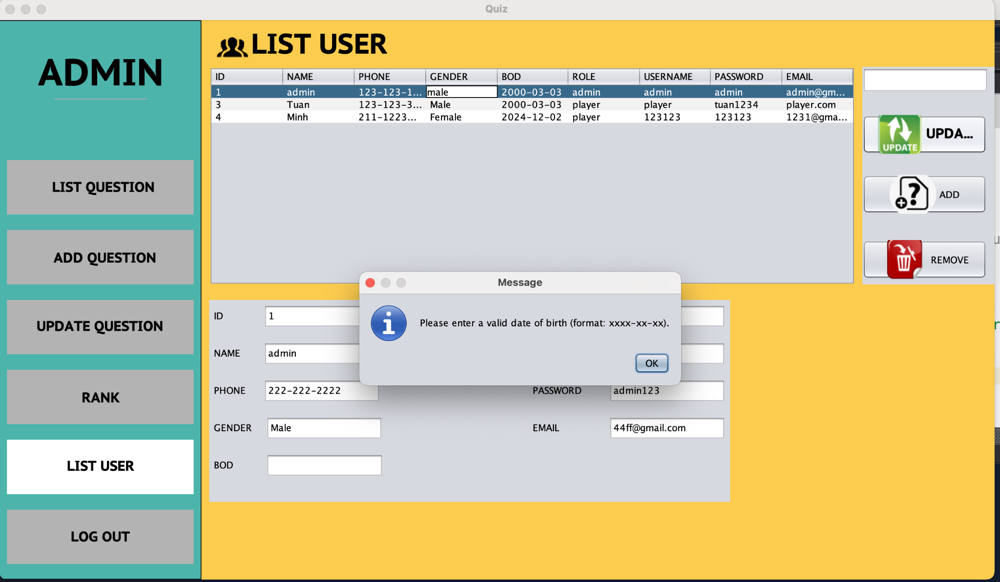 Quiz
ADMIN
LIST QUESTION
ADD QUESTION
UPDATE QUESTION
RANK
LIST USER
LOG OUT
LIST USER
ID NAME PHONE GENDER BOD ROLE USERNAME PASSWORD EMAIL
1 admin 123-123-1... male 2000-03-03 admin admin admin admin@gm...
3 Tuan 123-123-3... Male 2000-03-03 player player tuan1234 player.com
4 Minh 211-1223... Female 2024-12-02 player 123123 123123 1231@gma...
UPDATE UPDA...
? ADD
REMOVE
Message
Please enter a valid date of birth (format: xxxx-xx-xx).
OK
ID 1
NAME admin
PHONE 222-222-2222
GENDER Male
BOD
PASSWORD admin123
EMAIL 44ff@gmail.com